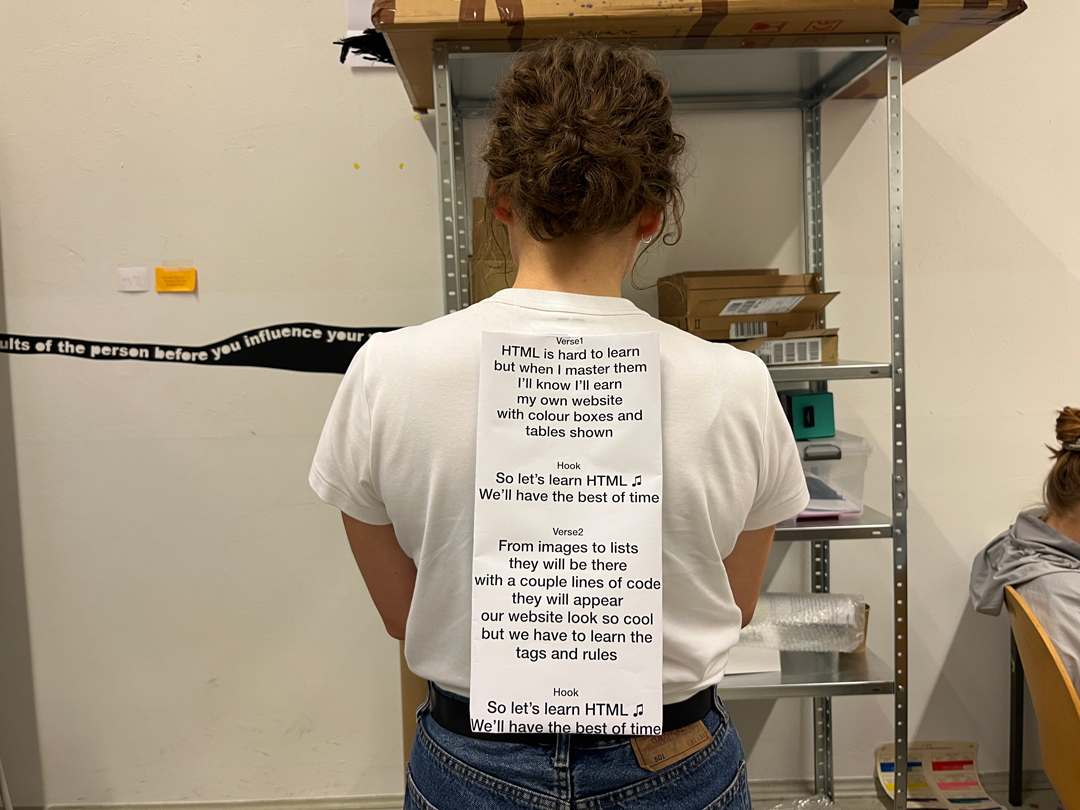 ults of the person before you influence your
Verse1
HTML is hard to learn
but when I master them
I'll know I'll earn
my own website
with colour boxes and
tables shown
Hook
So let's learn HTML ♫
We'll have the best of time
Verse2
From images to lists
they will be there
with a couple lines of code
they will appear
our website look so cool
but we have to learn the
tags and rules
Hook
So let's learn HTML ♫
We'll have the best of time
501